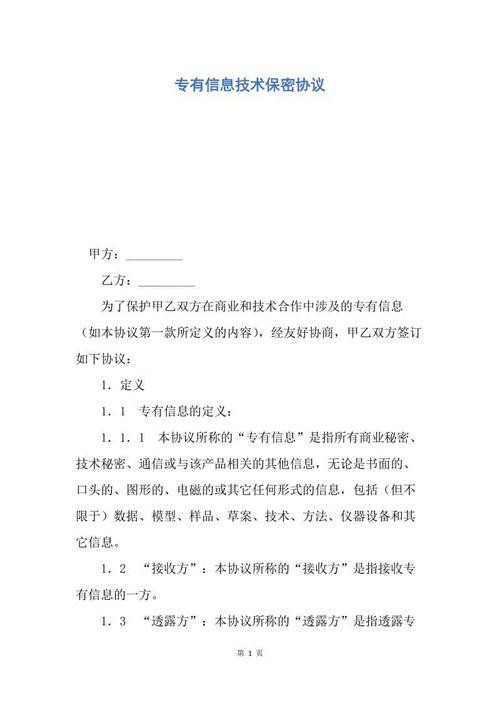 专有信息技术保密协议
甲方：_________
乙方：_________
为了保护甲乙双方在商业和技术合作中涉及的专有信息
（如本协议第一款所定义的内容），经友好协商，甲乙双方签订
如下协议：
1．定义
1．1　专有信息的定义：
1．1．1　本协议所称的“专有信息”是指所有商业秘密、
技术秘密、通信或与该产品相关的其他信息，无论是书面的、
口头的、图形的、电磁的或其它任何形式的信息，包括（但不
限于）数据、模型、样品、草案、技术、方法、仪器设备和其
它信息。
1．2　“接收方”：本协议所称的“接收方”是指接收专
有信息的一方。
1．3　“透露方”：本协议所称的“透露方”是指透露专
第 1 页